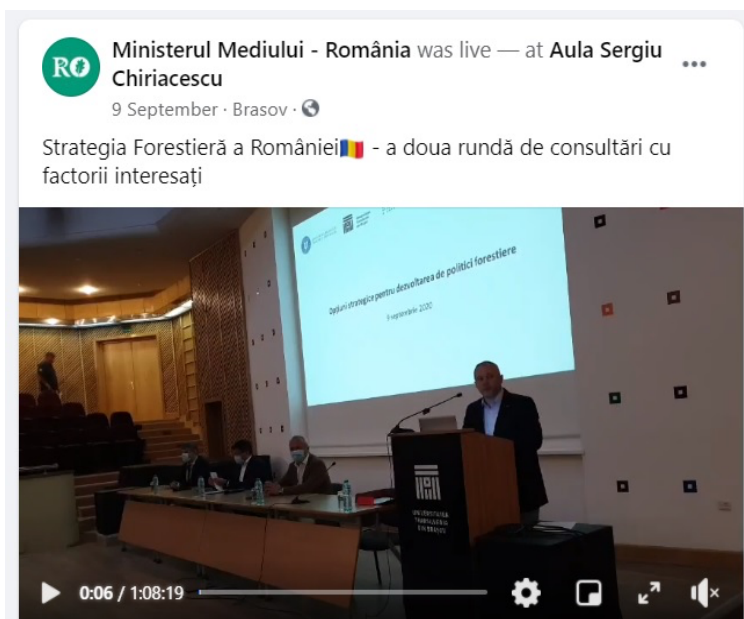 RO
Ministerul Mediului - România was live — at Aula Sergiu
Chiriacescu
9 September · Brasov ·
Strategia Forestieră a României🇷🇴 - a doua rundă de consultări cu
factorii interesați
Opțiuni strategice pentru dezvoltarea de politici forestiere
9 septembrie 2020
UNIVERSITATEA
TRANSILVANIA
DIN BRAȘOV
0:06 / 1:08:19